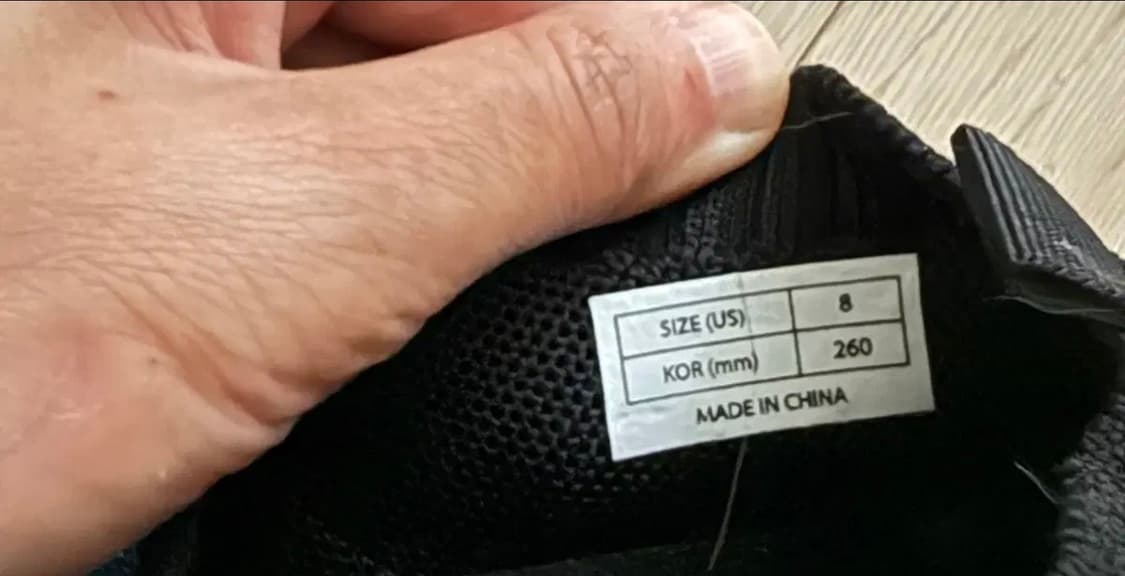 SIZE (US) 8
KOR (mm) 260
MADE IN CHINA